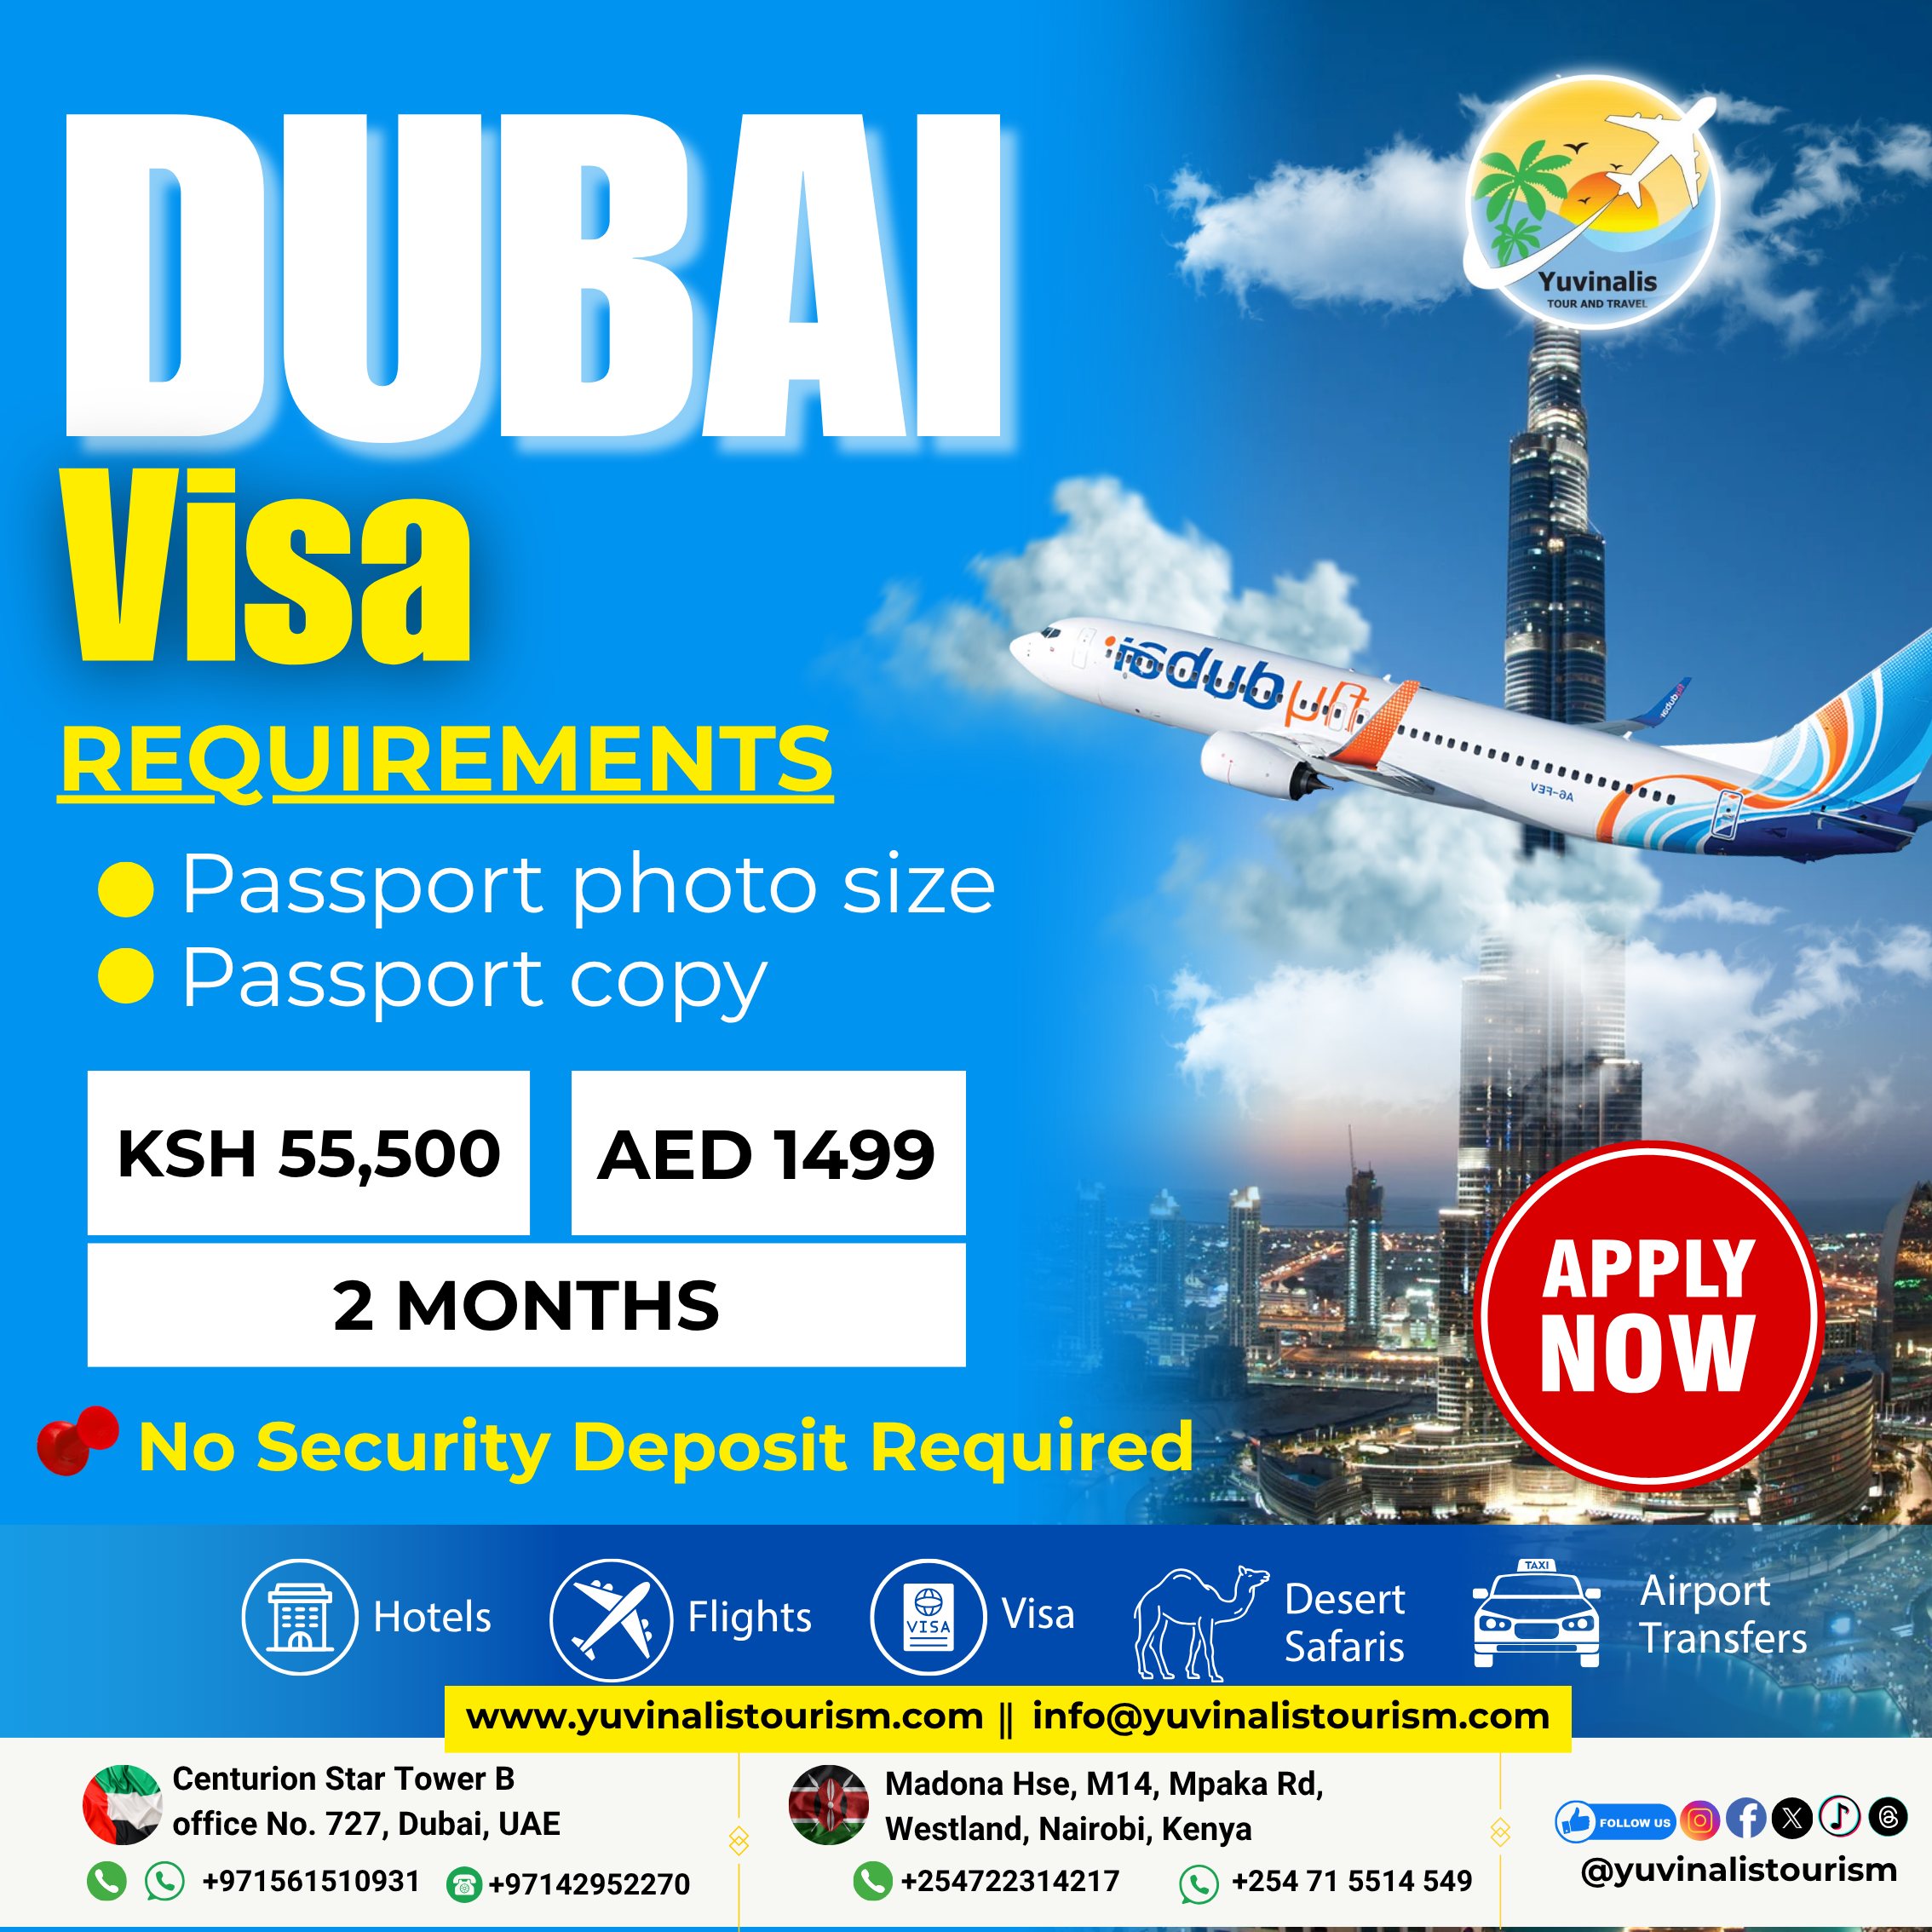 DUBAI
Visa
REQUIREMENTS
Passport photo size
Passport copy
KSH 55,500
AED 1499
2 MONTHS
No Security Deposit Required
Yuvinalis
TOUR AND TRAVEL
flydubai
dubai
A6-FEV
APPLY
NOW
Hotels
Flights
VISA
Visa
Desert
Safaris
TAXI
Airport
Transfers
www.yuvinalistourism.com || info@yuvinalistourism.com
Centurion Star Tower B
office No. 727, Dubai, UAE
+971561510931
+97142952270
Madona Hse, M14, Mpaka Rd,
Westland, Nairobi, Kenya
+254722314217
+254 71 5514 549
FOLLOW US
@yuvinalistourism